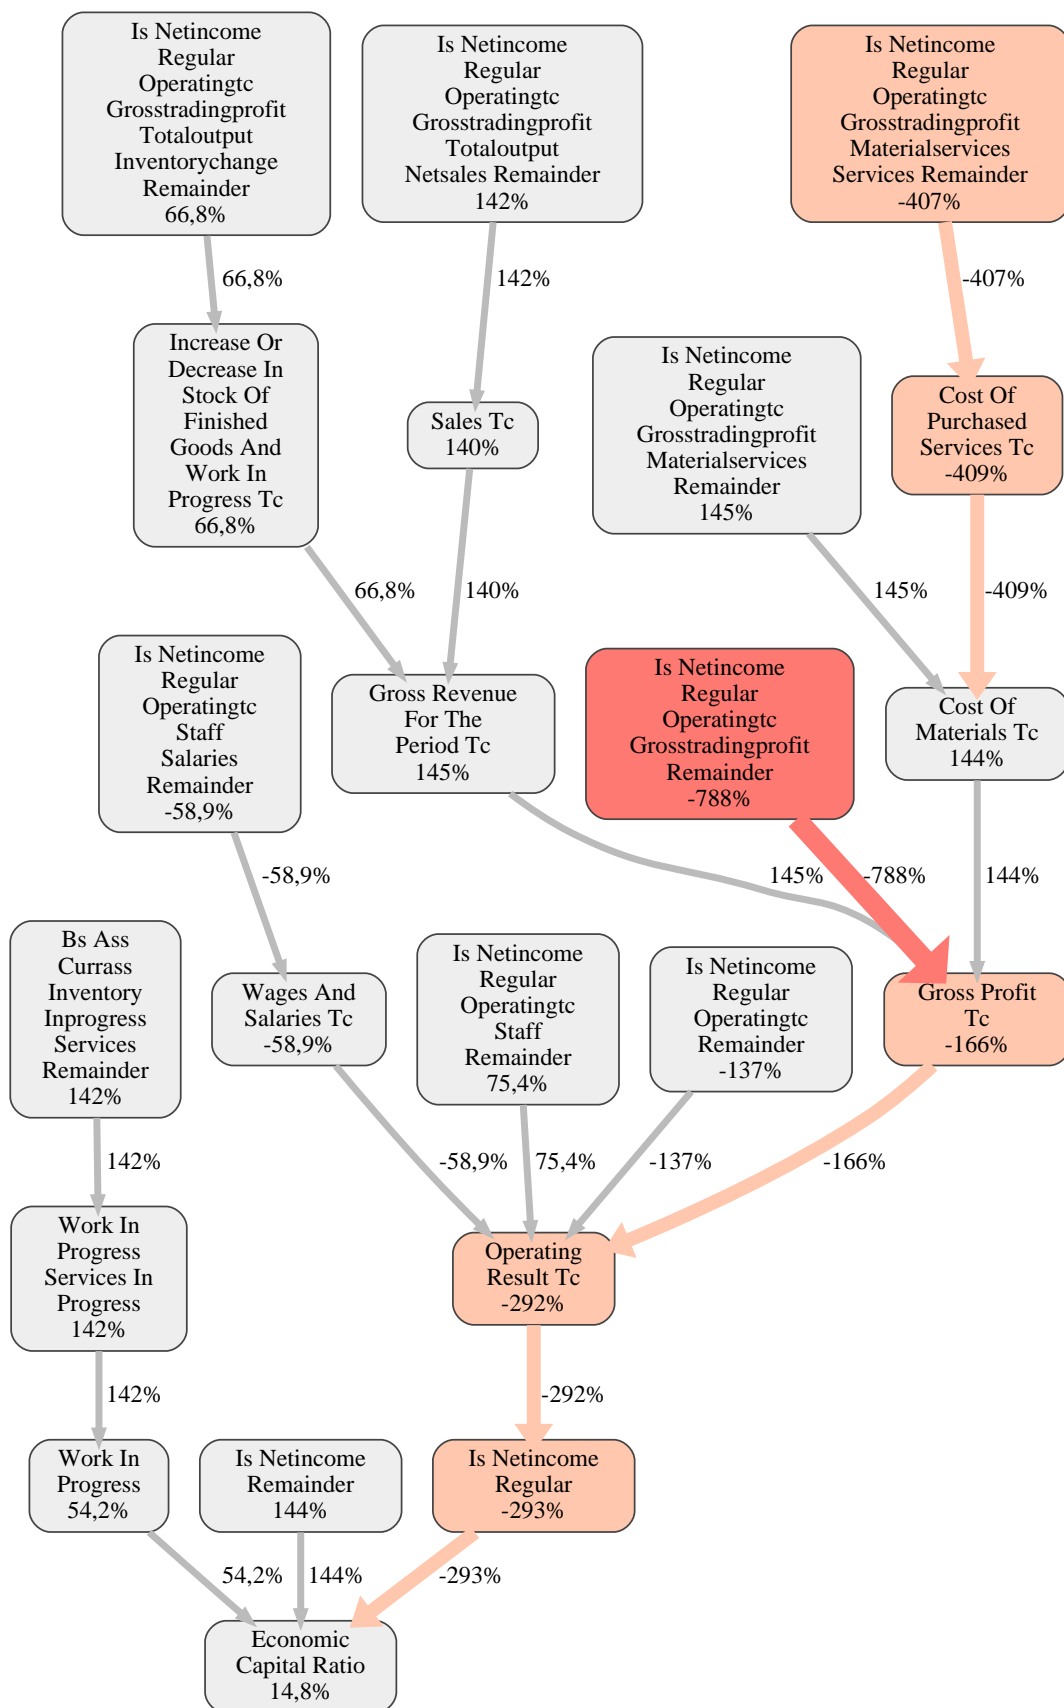 Is Netincome
Regular
Operatingtc
Grosstradingprofit
Totaloutput
Inventorychange
Remainder
66,8%
Is Netincome
Regular
Operatingtc
Grosstradingprofit
Totaloutput
Netsales Remainder
142%
Is Netincome
Regular
Operatingtc
Grosstradingprofit
Materialservices
Services Remainder
-407%
66,8%
142%
-407%
Increase Or
Decrease In
Stock Of
Finished
Goods And
Work In
Progress Tc
66,8%
Sales Tc
140%
Is Netincome
Regular
Operatingtc
Grosstradingprofit
Materialservices
Remainder
145%
Cost Of
Purchased
Services Tc
-409%
66,8%
140%
145%
-409%
Is Netincome
Regular
Operatingtc
Staff
Salaries
Remainder
-58,9%
Gross Revenue
For The
Period Tc
145%
Is Netincome
Regular
Operatingtc
Grosstradingprofit
Remainder
-788%
Cost Of
Materials Tc
144%
-58,9%
145%
-788%
144%
Bs Ass
Currass
Inventory
Inprogress
Services
Remainder
142%
Wages And
Salaries Tc
-58,9%
Is Netincome
Regular
Operatingtc
Staff
Remainder
75,4%
Is Netincome
Regular
Operatingtc
Remainder
-137%
Gross Profit
Tc
-166%
142%
-58,9%
75,4%
-137%
-166%
Work In
Progress
Services In
Progress
142%
Operating
Result Tc
-292%
142%
-292%
Work In
Progress
54,2%
Is Netincome
Remainder
144%
Is Netincome
Regular
-293%
54,2%
144%
-293%
Economic
Capital Ratio
14,8%